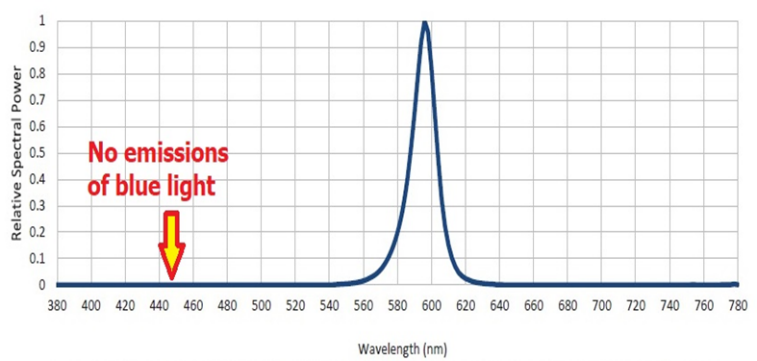 1
0.9
0.8
0.7
0.6
0.5
0.4
0.3
0.2
0.1
0
Relative Spectral Power
No emissions
of blue light
380 400 420 440 460 480 500 520 540 560 580 600 620 640 660 680 700 720 740 760 780
Wavelength (nm)